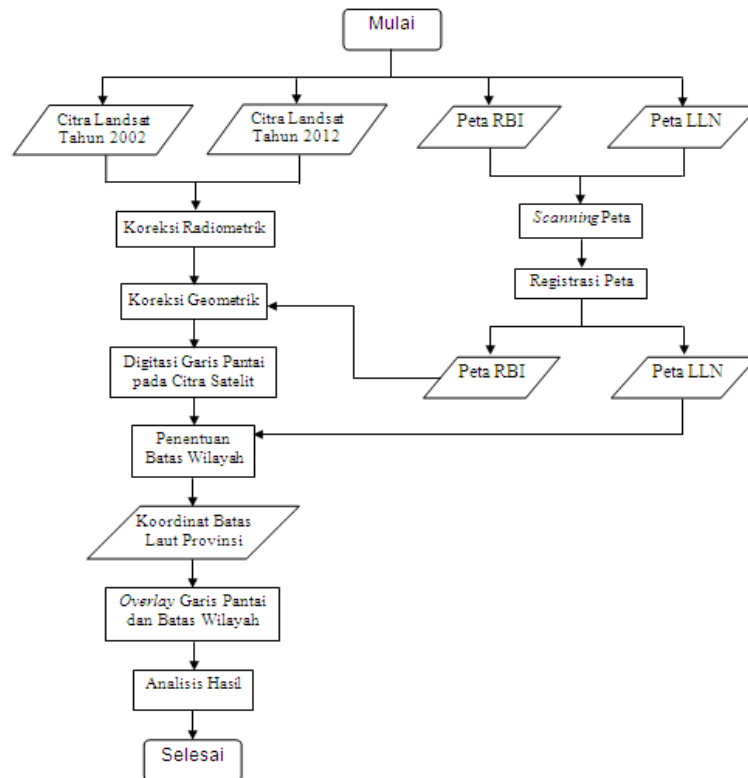 Mulai
Citra Landsat
Tahun 2002
Citra Landsat
Tahun 2012
Peta RBI
Peta LLN
Koreksi Radiometrik
Scanning Peta
Koreksi Geometrik
Registrasi Peta
Digitasi Garis Pantai
pada Citra Satelit
Peta RBI
Peta LLN
Penentuan
Batas Wilayah
Koordinat Batas
Laut Provinsi
Overlay Garis Pantai
dan Batas Wilayah
Analisis Hasil
Selesai